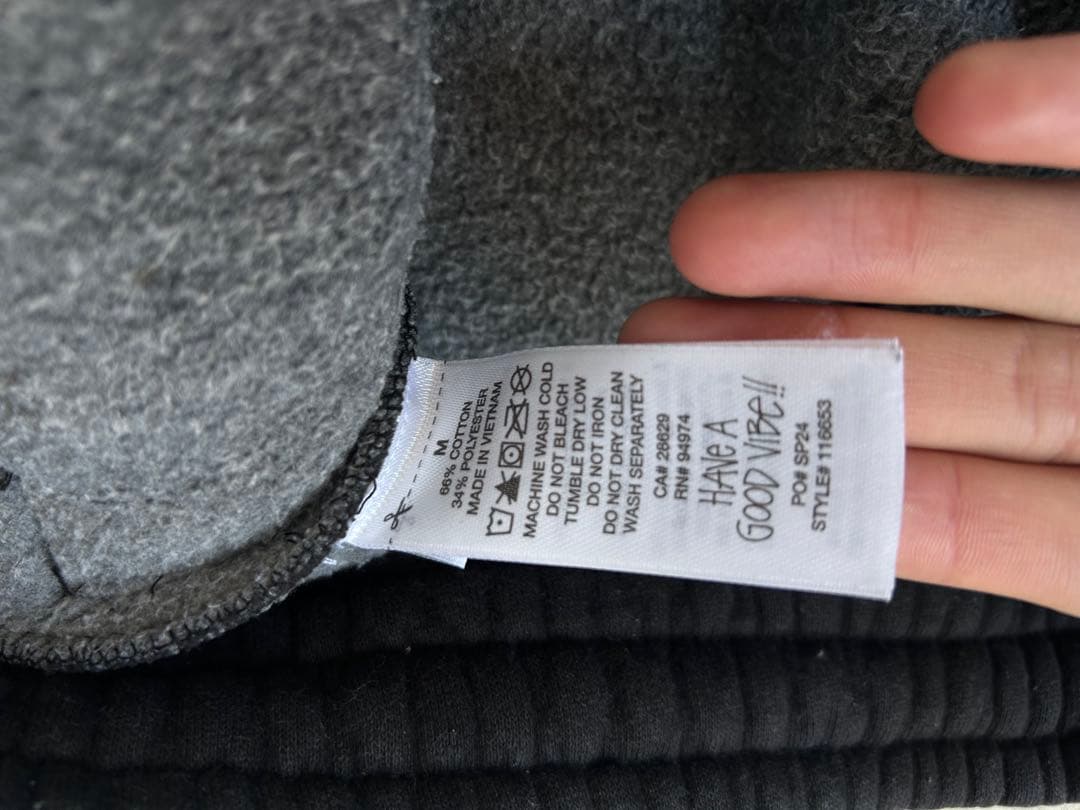 M
66% COTTON
34% POLYESTER
MADE IN VIETNAM
MACHINE WASH COLD
DO NOT BLEACH
TUMBLE DRY LOW
DO NOT IRON
DO NOT DRY CLEAN
WASH SEPARATELY
CA# 28629
RN# 94974
HAVE A
GOOD VIBE!!
PO# SP24
STYLE# 116653